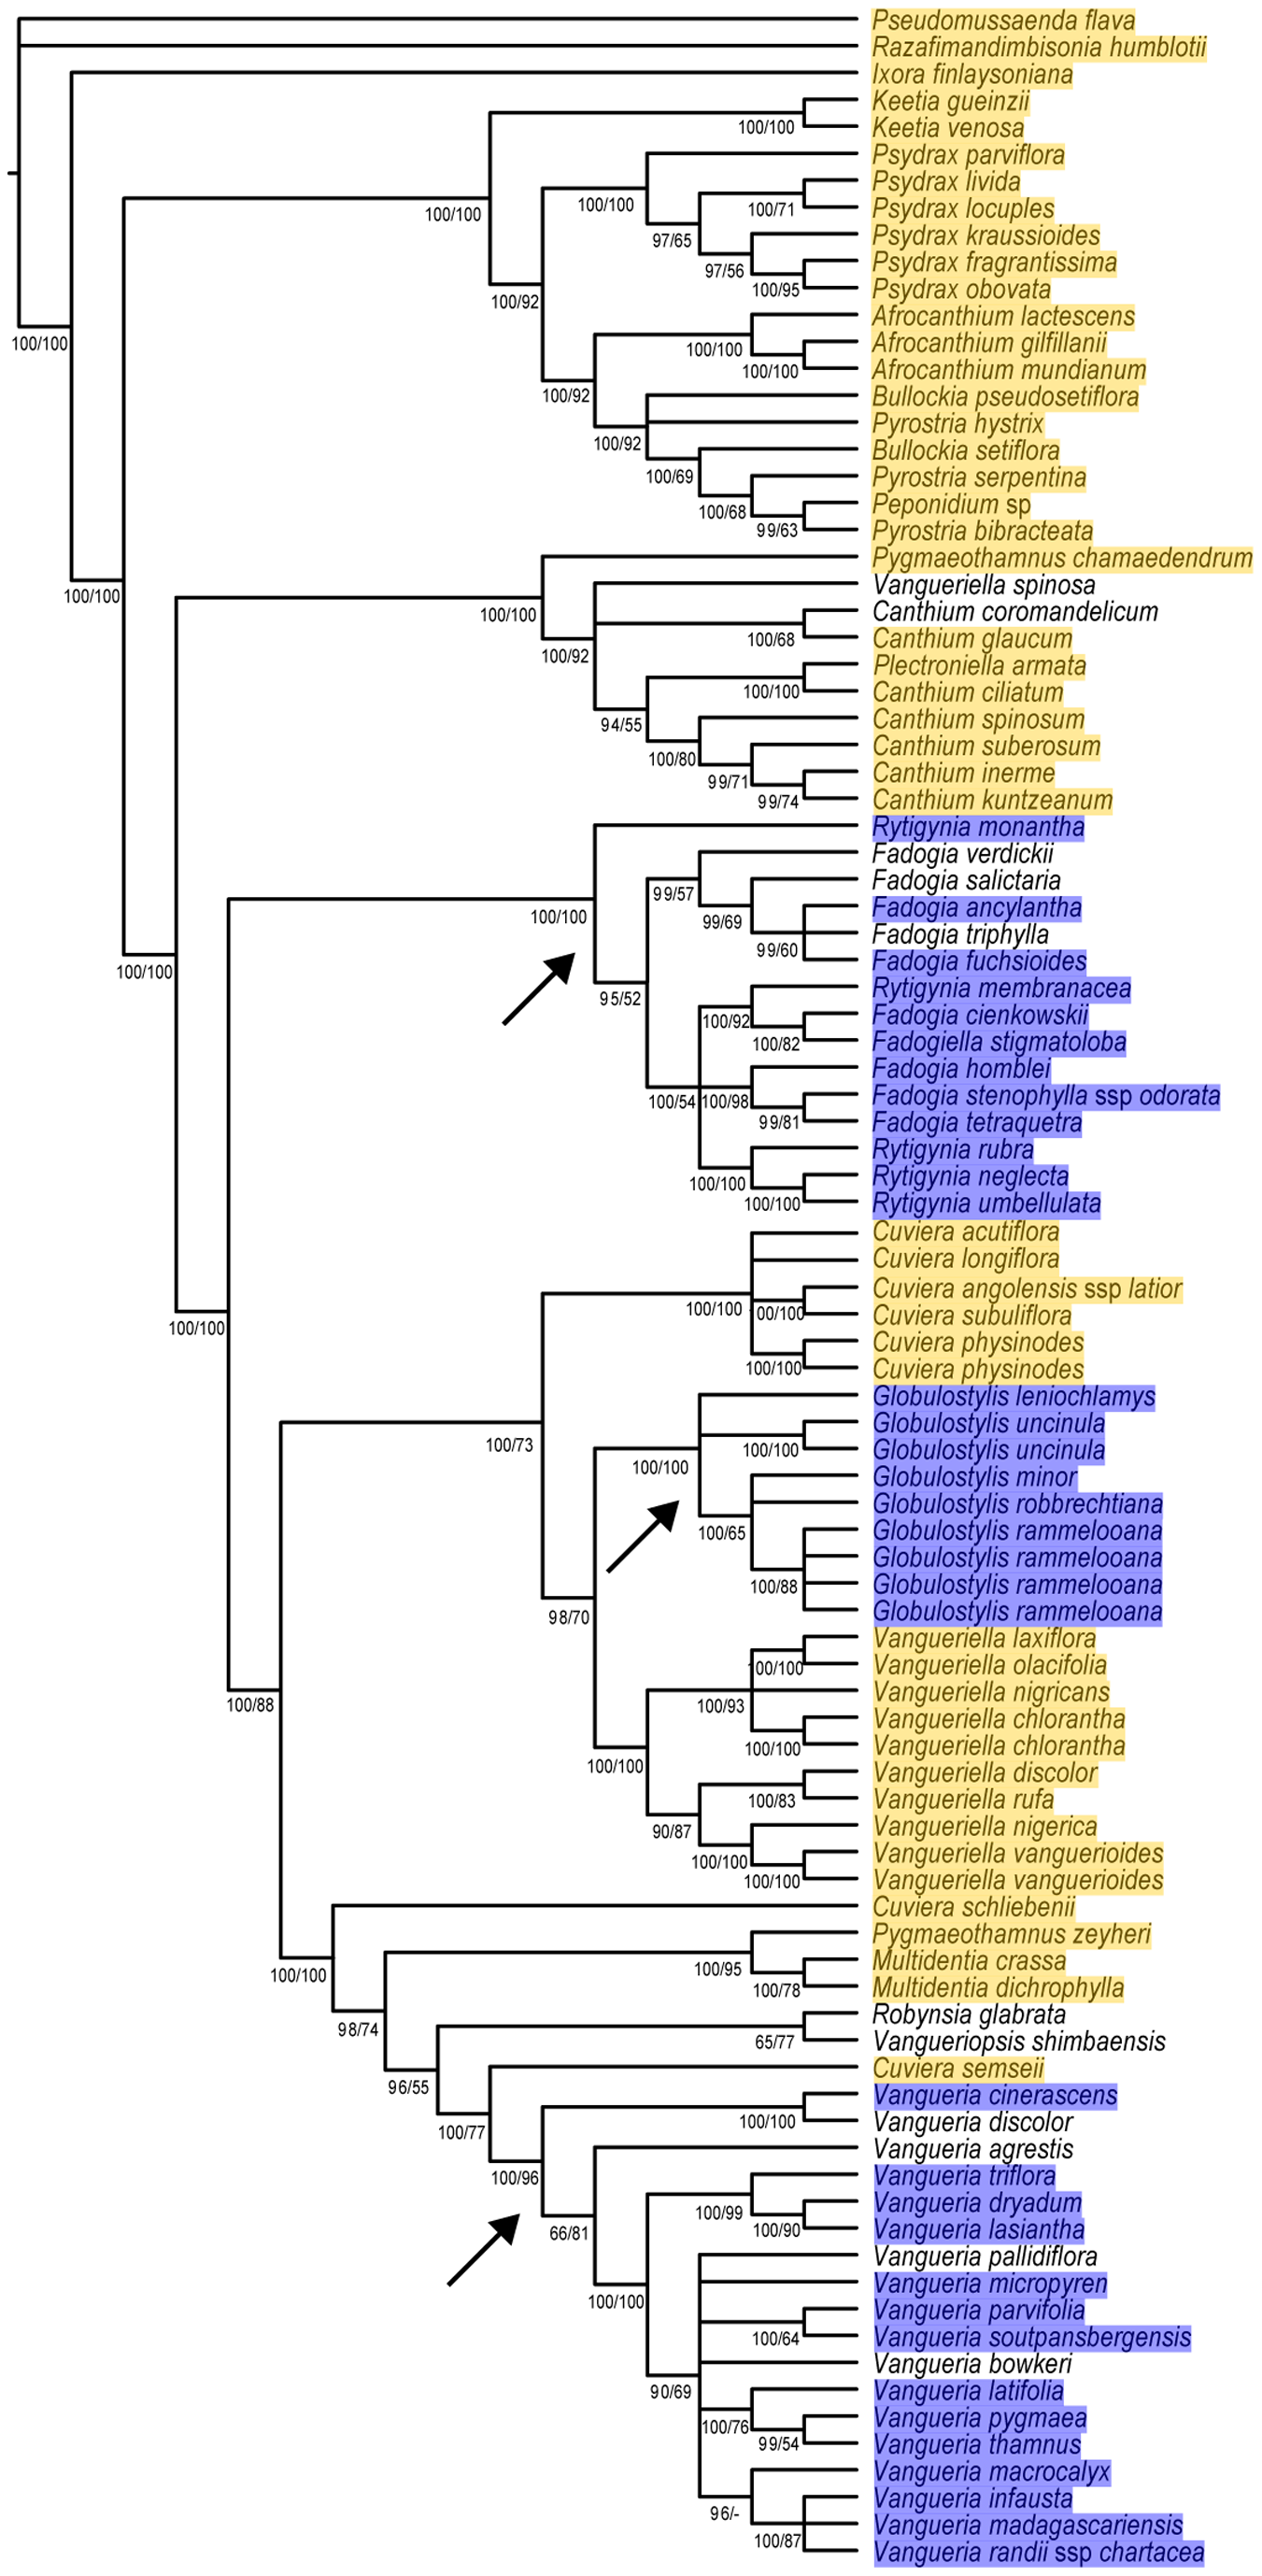 Pseudomussaenda flava
Razafimandimbisonia humblotii
Ixora finlaysoniana
Keetia gueinzii
100/100 Keetia venosa
Psydrax parviflora
Psydrax livida
100/100 100/100 100/71 Psydrax locuples
97/65 Psydrax kraussioides
97/56 Psydrax fragrantissima
100/92 100/95 Psydrax obovata
Afrocanthium lactescens
100/100 100/100 Afrocanthium gilfillanii
100/100 Afrocanthium mundianum
100/92 Bullockia pseudosetiflora
Pyrostria hystrix
100/92 Bullockia setiflora
100/69 Pyrostria serpentina
100/68 Peponidium sp
99/63 Pyrostria bibracteata
Pygmaeothamnus chamaedendrum
100/100 Vangueriella spinosa
100/100 Canthium coromandelicum
100/68 Canthium glaucum
100/92 Plectroniella armata
100/100 Canthium ciliatum
94/55 Canthium spinosum
100/80 Canthium suberosum
99/71 Canthium inerme
99/74 Canthium kuntzeanum
Rytigynia monantha
Fadogia verdickii
99/57 Fadogia salictaria
100/100 99/69 Fadogia ancylantha
Fadogia triphylla
100/100 99/60 Fadogia fuchsioides
95/52 Rytigynia membranacea
100/92 Fadogia cienkowskii
100/82 Fadogiella stigmatoloba
Fadogia homblei
100/54 100/98 Fadogia stenophylla ssp odorata
99/81 Fadogia tetraquetra
Rytigynia rubra
100/100 Rytigynia neglecta
100/100 Rytigynia umbellulata
Cuviera acutiflora
Cuviera longiflora
Cuviera angolensis ssp latior
100/100 100/100 00/100 Cuviera subuliflora
Cuviera physinodes
100/100 Cuviera physinodes
Globulostylis leniochlamys
Globulostylis uncinula
100/73 100/100 Globulostylis uncinula
100/100 Globulostylis minor
Globulostylis robbrechtiana
100/65 Globulostylis rammelooana
Globulostylis rammelooana
100/88 Globulostylis rammelooana
98/70 Globulostylis rammelooana
Vangueriella laxiflora
00/100 Vangueriella olacifolia
100/88 100/93 Vangueriella nigricans
Vangueriella chlorantha
100/100 100/100 Vangueriella chlorantha
Vangueriella discolor
100/83 Vangueriella rufa
90/87 Vangueriella nigerica
100/100 Vangueriella vanguerioides
100/100 Vangueriella vanguerioides
Cuviera schliebenii
Pygmaeothamnus zeyheri
100/100 100/95 Multidentia crassa
100/78 Multidentia dichrophylla
98/74 Robynsia glabrata
65/77 Vangueriopsis shimbaensis
96/55 Cuviera semseii
Vangueria cinerascens
100/77 100/100 Vangueria discolor
Vangueria agrestis
100/96 Vangueria triflora
100/99 Vangueria dryadum
66/81 100/90 Vangueria lasiantha
Vangueria pallidiflora
100/100 Vangueria micropyren
Vangueria parvifolia
100/64 Vangueria soutpansbergensis
Vangueria bowkeri
90/69 Vangueria latifolia
100/76 Vangueria pygmaea
99/54 Vangueria thamnus
Vangueria macrocalyx
96/- Vangueria infausta
100/87 Vangueria madagascariensis
Vangueria randii ssp chartacea